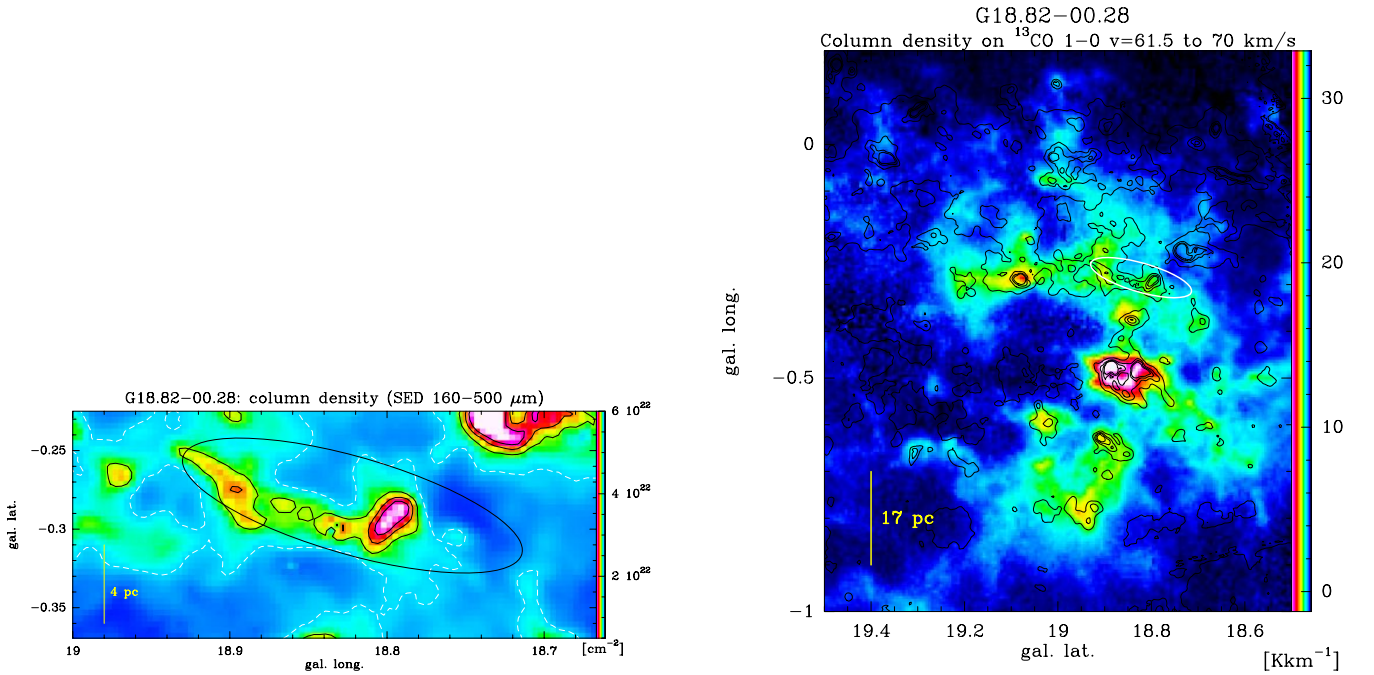 G18.82−00.28: column density (SED 160−500 μm)
6 10²²
−0.25
4 10²²
gal. lat.
−0.3
2 10²²
4 pc
−0.35
19 18.9 18.8 18.7 [cm⁻²]
gal. long.
G18.82−00.28
Column density on ¹³CO 1−0 v=61.5 to 70 km/s
30
0
20
gal. long.
−0.5
10
17 pc
0
−1
19.4 19.2 19 18.8 18.6
gal. lat.
[Kkm⁻¹]